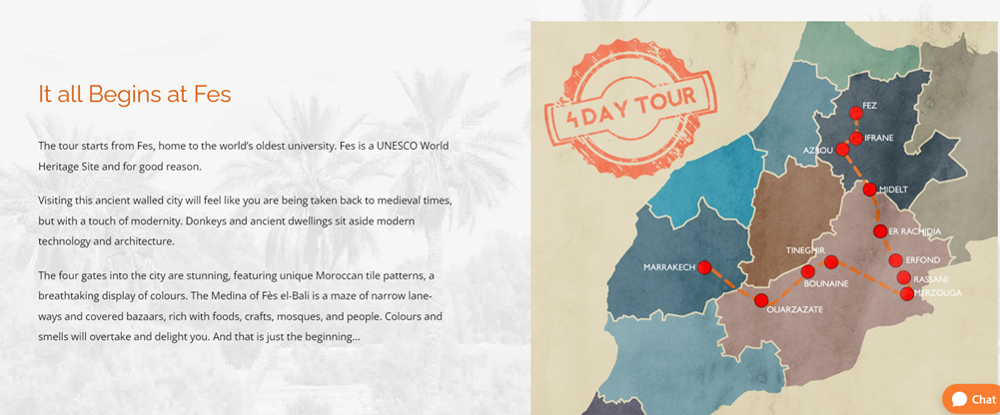 It all Begins at Fes
The tour starts from Fes, home to the world's oldest university. Fes is a UNESCO World
Heritage Site and for good reason.
Visiting this ancient walled city will feel like you are being taken back to medieval times,
but with a touch of modernity. Donkeys and ancient dwellings sit aside modern
technology and architecture.
The four gates into the city are stunning, featuring unique Moroccan tile patterns, a
breathtaking display of colours. The Medina of Fès el-Bali is a maze of narrow lane-
ways and covered bazaars, rich with foods, crafts, mosques, and people. Colours and
smells will overtake and delight you. And that is just the beginning...
4 DAY TOUR
FEZ
IFRANE
AZROU
MIDELT
ER RACHIDIA
TINEGHIR
ERFOND
MARRAKECH
RASSANI
BOUNAINE
MERZOUGA
OUARZAZATE
Chat